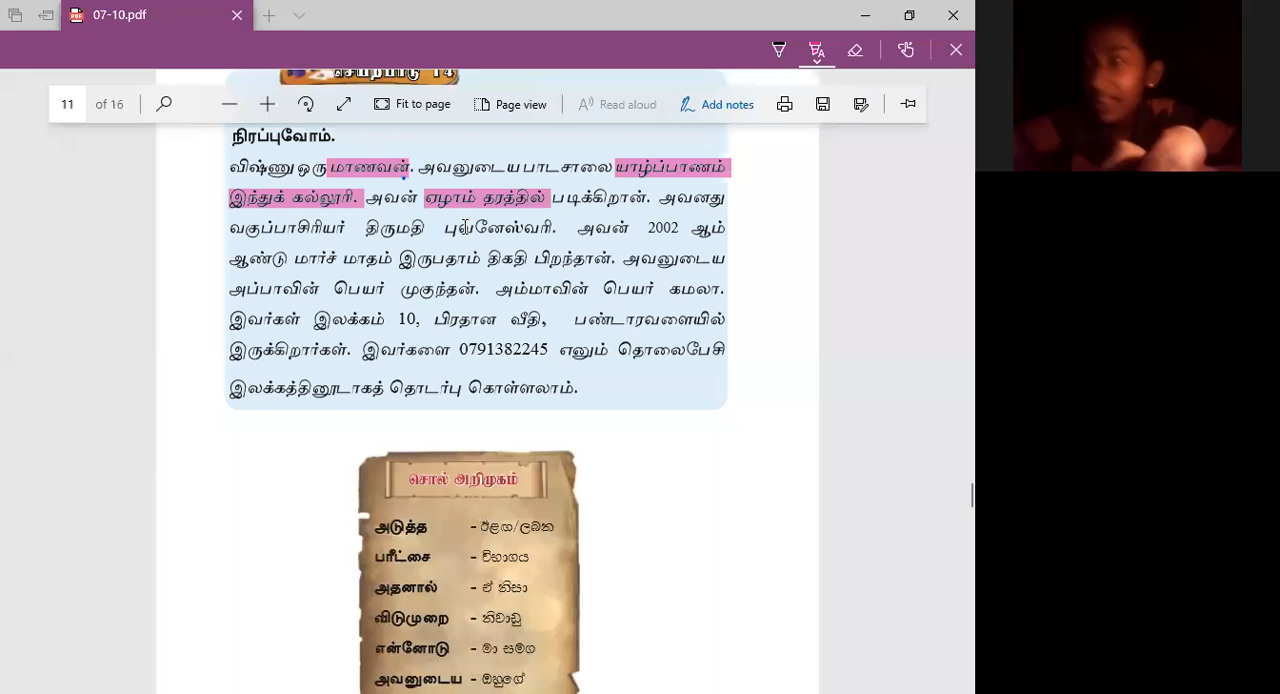 07-10.pdf
11 of 16
Fit to page
Page view
Read aloud
Add notes
செயற்பாடு 14
நிரப்புவோம்.
விஷ்ணு ஒரு மாணவன். அவனுடைய பாடசாலை யாழ்ப்பாணம்
இந்துக் கல்லூரி. அவன் ஏழாம் தரத்தில் படிக்கிறான். அவனது
வகுப்பாசிரியர் திருமதி புவனேஸ்வரி. அவன் 2002 ஆம்
ஆண்டு மார்ச் மாதம் இருபதாம் திகதி பிறந்தான். அவனுடைய
அப்பாவின் பெயர் முகுந்தன். அம்மாவின் பெயர் கமலா.
இவர்கள் இலக்கம் 10, பிரதான வீதி, பண்டாரவளையில்
இருக்கிறார்கள். இவர்களை 0791382245 எனும் தொலைபேசி
இலக்கத்தினூடாகத் தொடர்பு கொள்ளலாம்.
சொல் அறிமுகம்
அடுத்த - ඊළඟ/ලබන
பரீட்சை - විභාගය
அதனால் - ඒ නිසා
விடுமுறை - නිවාඩු
என்னோடு - මා සමග
அவனுடைய - ඔහුගේ